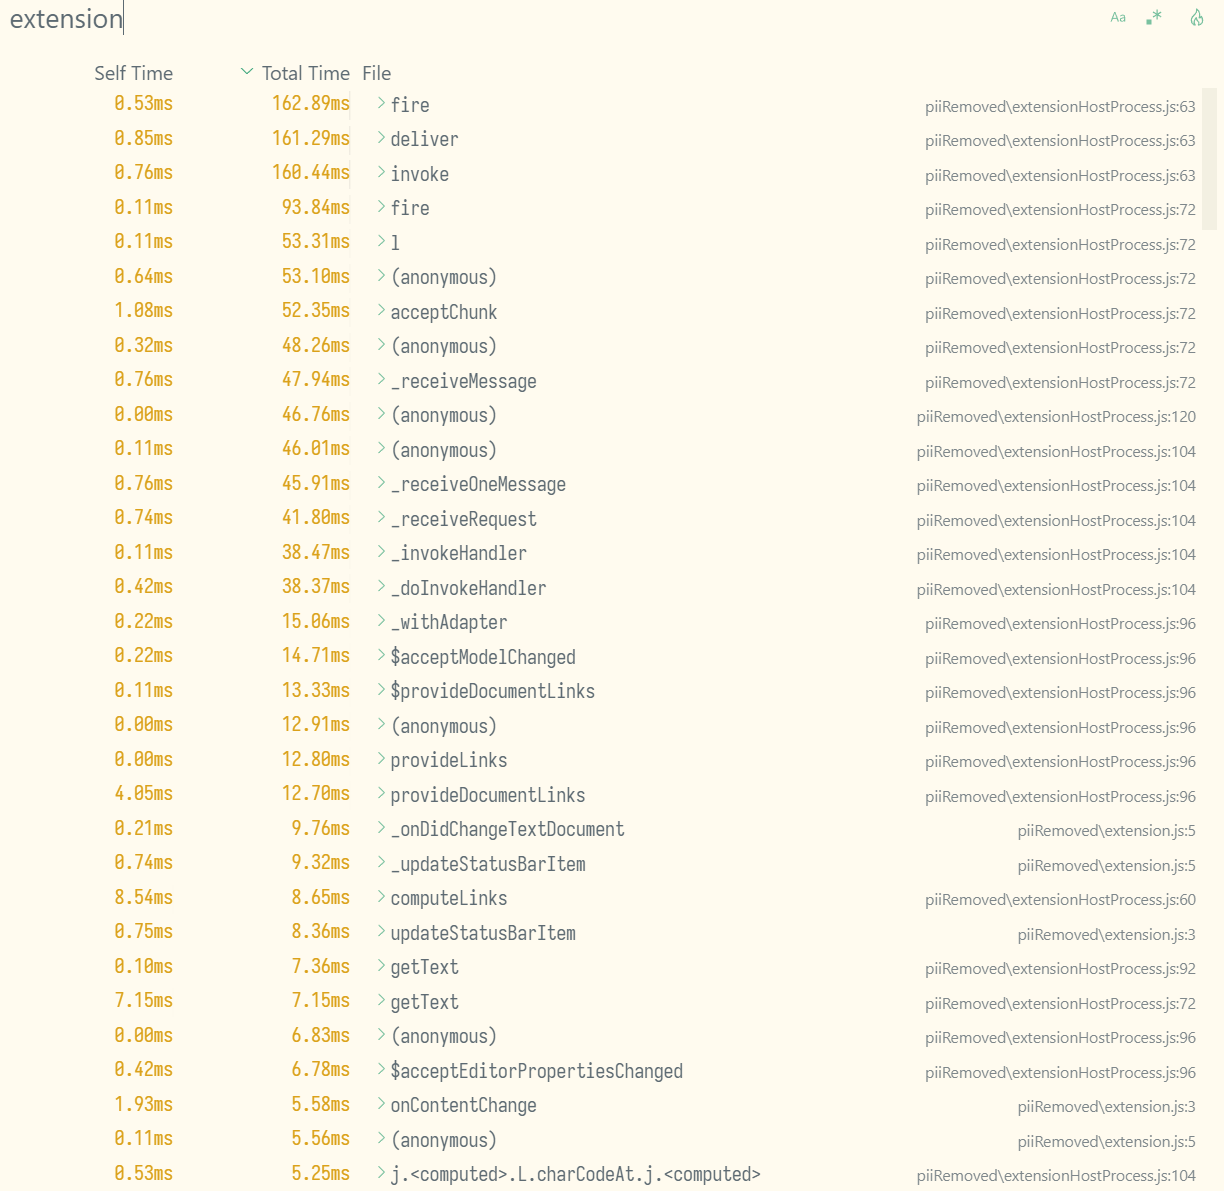 extension
Aa .*
Self Time Total Time File
0.53ms 162.89ms fire piiRemoved\extensionHostProcess.js:63
0.85ms 161.29ms deliver piiRemoved\extensionHostProcess.js:63
0.76ms 160.44ms invoke piiRemoved\extensionHostProcess.js:63
0.11ms 93.84ms fire piiRemoved\extensionHostProcess.js:72
0.11ms 53.31ms l piiRemoved\extensionHostProcess.js:72
0.64ms 53.10ms (anonymous) piiRemoved\extensionHostProcess.js:72
1.08ms 52.35ms acceptChunk piiRemoved\extensionHostProcess.js:72
0.32ms 48.26ms (anonymous) piiRemoved\extensionHostProcess.js:72
0.76ms 47.94ms _receiveMessage piiRemoved\extensionHostProcess.js:72
0.00ms 46.76ms (anonymous) piiRemoved\extensionHostProcess.js:120
0.11ms 46.01ms (anonymous) piiRemoved\extensionHostProcess.js:104
0.76ms 45.91ms _receiveOneMessage piiRemoved\extensionHostProcess.js:104
0.74ms 41.80ms _receiveRequest piiRemoved\extensionHostProcess.js:104
0.11ms 38.47ms _invokeHandler piiRemoved\extensionHostProcess.js:104
0.42ms 38.37ms _doInvokeHandler piiRemoved\extensionHostProcess.js:104
0.22ms 15.06ms _withAdapter piiRemoved\extensionHostProcess.js:96
0.22ms 14.71ms $acceptModelChanged piiRemoved\extensionHostProcess.js:96
0.11ms 13.33ms $provideDocumentLinks piiRemoved\extensionHostProcess.js:96
0.00ms 12.91ms (anonymous) piiRemoved\extensionHostProcess.js:96
0.00ms 12.80ms provideLinks piiRemoved\extensionHostProcess.js:96
4.05ms 12.70ms provideDocumentLinks piiRemoved\extensionHostProcess.js:96
0.21ms 9.76ms _onDidChangeTextDocument piiRemoved\extension.js:5
0.74ms 9.32ms _updateStatusBarItem piiRemoved\extension.js:5
8.54ms 8.65ms computeLinks piiRemoved\extensionHostProcess.js:60
0.75ms 8.36ms updateStatusBarItem piiRemoved\extension.js:3
0.10ms 7.36ms getText piiRemoved\extensionHostProcess.js:92
7.15ms 7.15ms getText piiRemoved\extensionHostProcess.js:72
0.00ms 6.83ms (anonymous) piiRemoved\extensionHostProcess.js:96
0.42ms 6.78ms $acceptEditorPropertiesChanged piiRemoved\extensionHostProcess.js:96
1.93ms 5.58ms onContentChange piiRemoved\extension.js:3
0.11ms 5.56ms (anonymous) piiRemoved\extension.js:5
0.53ms 5.25ms j.<computed>.L.charCodeAt.j.<computed> piiRemoved\extensionHostProcess.js:104